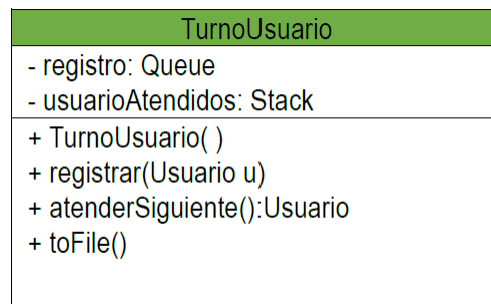 TurnoUsuario
- registro: Queue
- usuarioAtendidos: Stack
+ TurnoUsuario( )
+ registrar(Usuario u)
+ atenderSiguiente():Usuario
+ toFile()